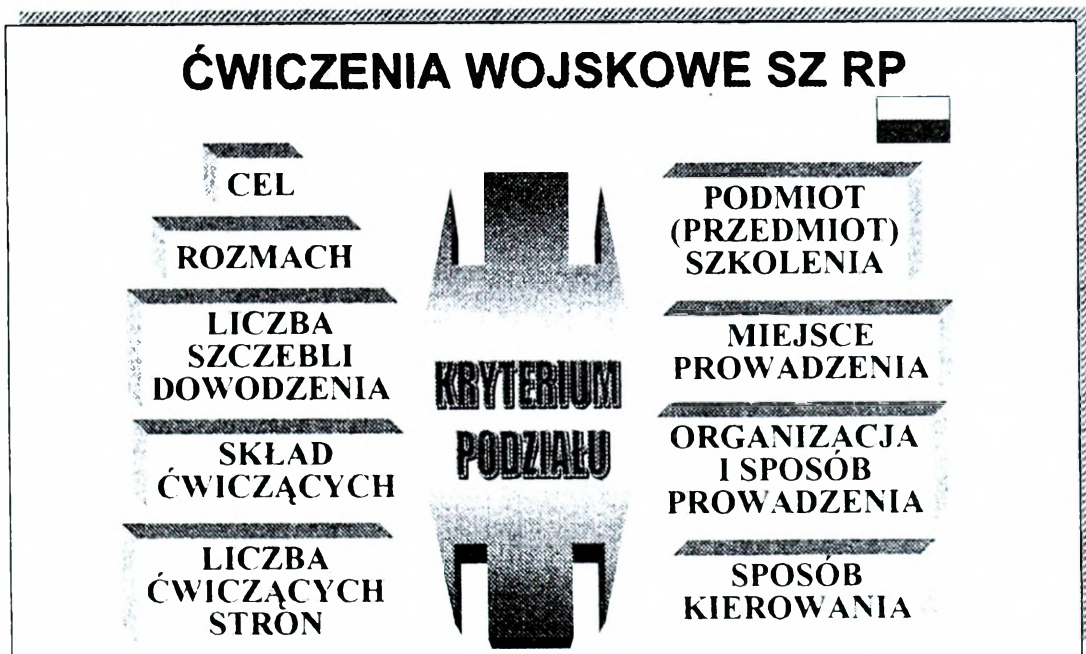 ĆWICZENIA WOJSKOWE SZ RP
CEL
ROZMACH
LICZBA
SZCZEBLI
DOWODZENIA
SKŁAD
ĆWICZĄCYCH
LICZBA
ĆWICZĄCYCH
STRON
KRYTERIUM
PODZIAŁU
PODMIOT
(PRZEDMIOT)
SZKOLENIA
MIEJSCE
PROWADZENIA
ORGANIZACJA
I SPOSÓB
PROWADZENIA
SPOSÓB
KIEROWANIA